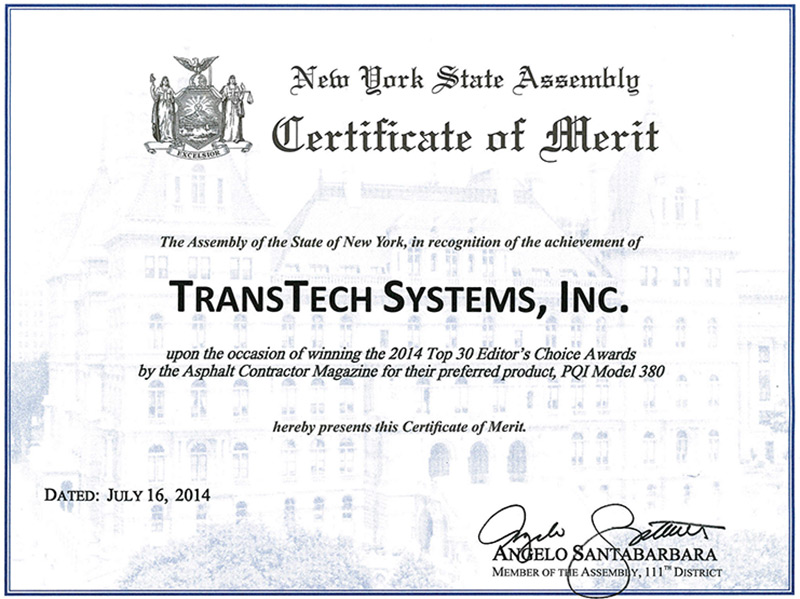 New York State Assembly
Certificate of Merit
EXCELSIOR
The Assembly of the State of New York, in recognition of the achievement of
TRANSTECH SYSTEMS, INC.
upon the occasion of winning the 2014 Top 30 Editor's Choice Awards
by the Asphalt Contractor Magazine for their preferred product, PQI Model 380
hereby presents this Certificate of Merit.
DATED: JULY 16, 2014
Angelo Santabarbara
ANGELO SANTABARBARA
MEMBER OF THE ASSEMBLY, 111TH DISTRICT